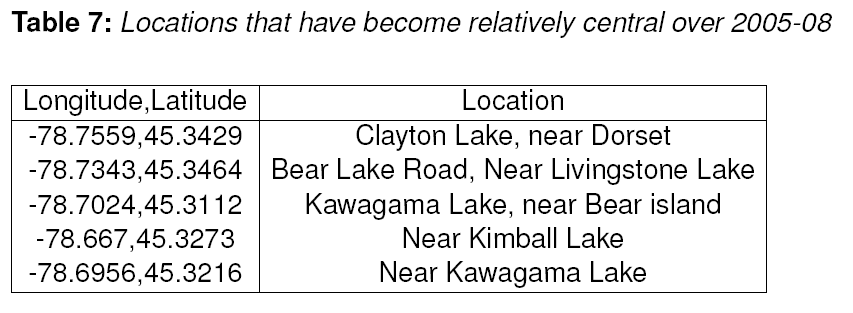 Table 7: Locations that have become relatively central over 2005-08
Longitude,Latitude Location
-78.7559,45.3429 Clayton Lake, near Dorset
-78.7343,45.3464 Bear Lake Road, Near Livingstone Lake
-78.7024,45.3112 Kawagama Lake, near Bear island
-78.667,45.3273 Near Kimball Lake
-78.6956,45.3216 Near Kawagama Lake